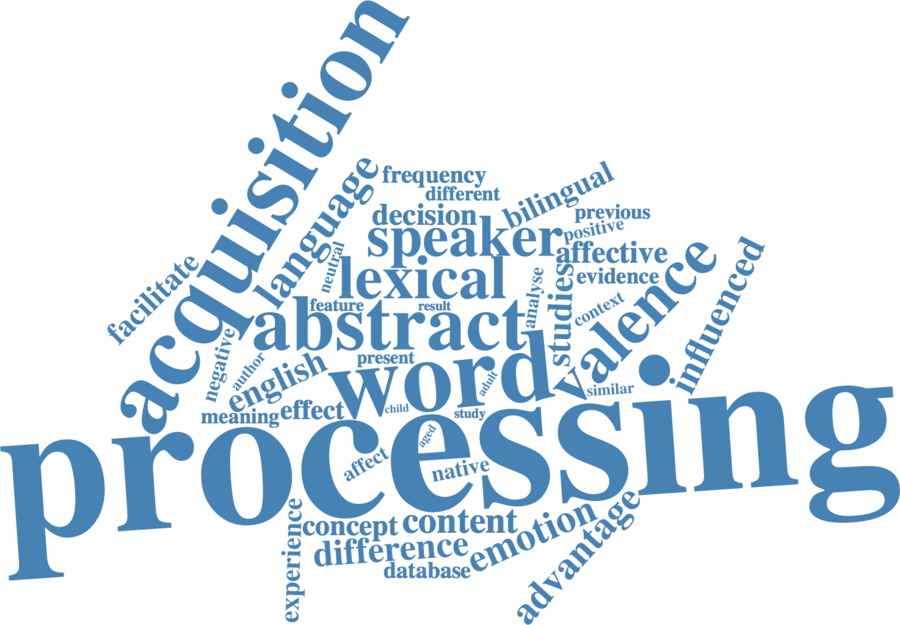 acquisition
frequency
language
different
bilingual
decision
previous
speaker
positive
affective
neutral
lexical
evidence
valence
facilitate
analyse
studies
influenced
feature
result
context
abstract
negative
author
present
word
english
adult
similar
meaning
effect
child
study
processing
aged
affect
native
experience
concept
content
emotion
advantage
difference
database